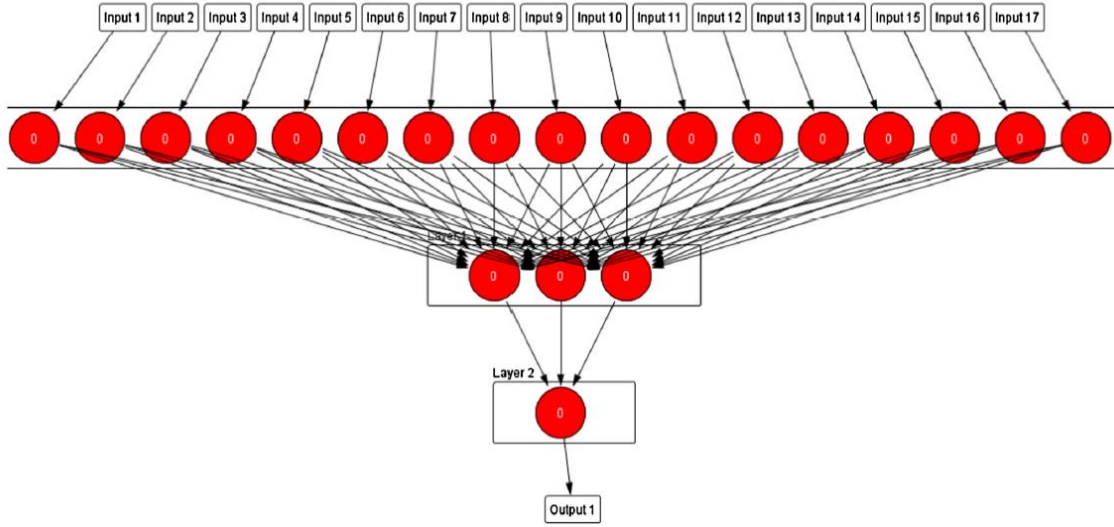 Input 1 Input 2 Input 3 Input 4 Input 5 Input 6 Input 7 Input 8 Input 9 Input 10 Input 11 Input 12 Input 13 Input 14 Input 15 Input 16 Input 17
0 0 0 0 0 0 0 0 0 0 0 0 0 0 0 0 0
Layer 1
0 0 0
Layer 2
0
Output 1